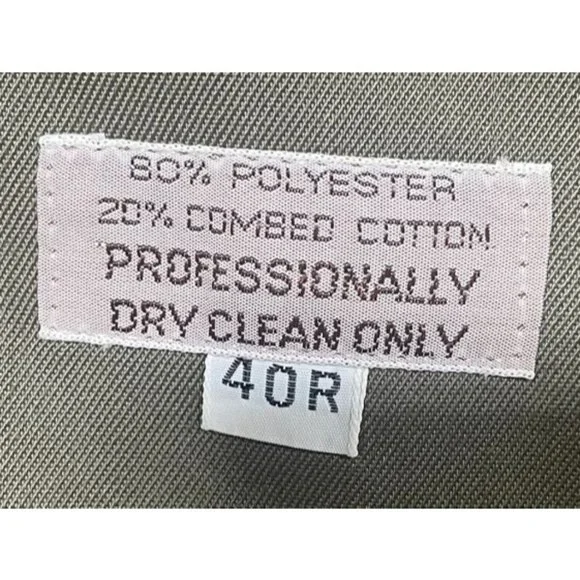 80% POLYESTER
20% COMBED COTTON
PROFESSIONALLY
DRY CLEAN ONLY
40R